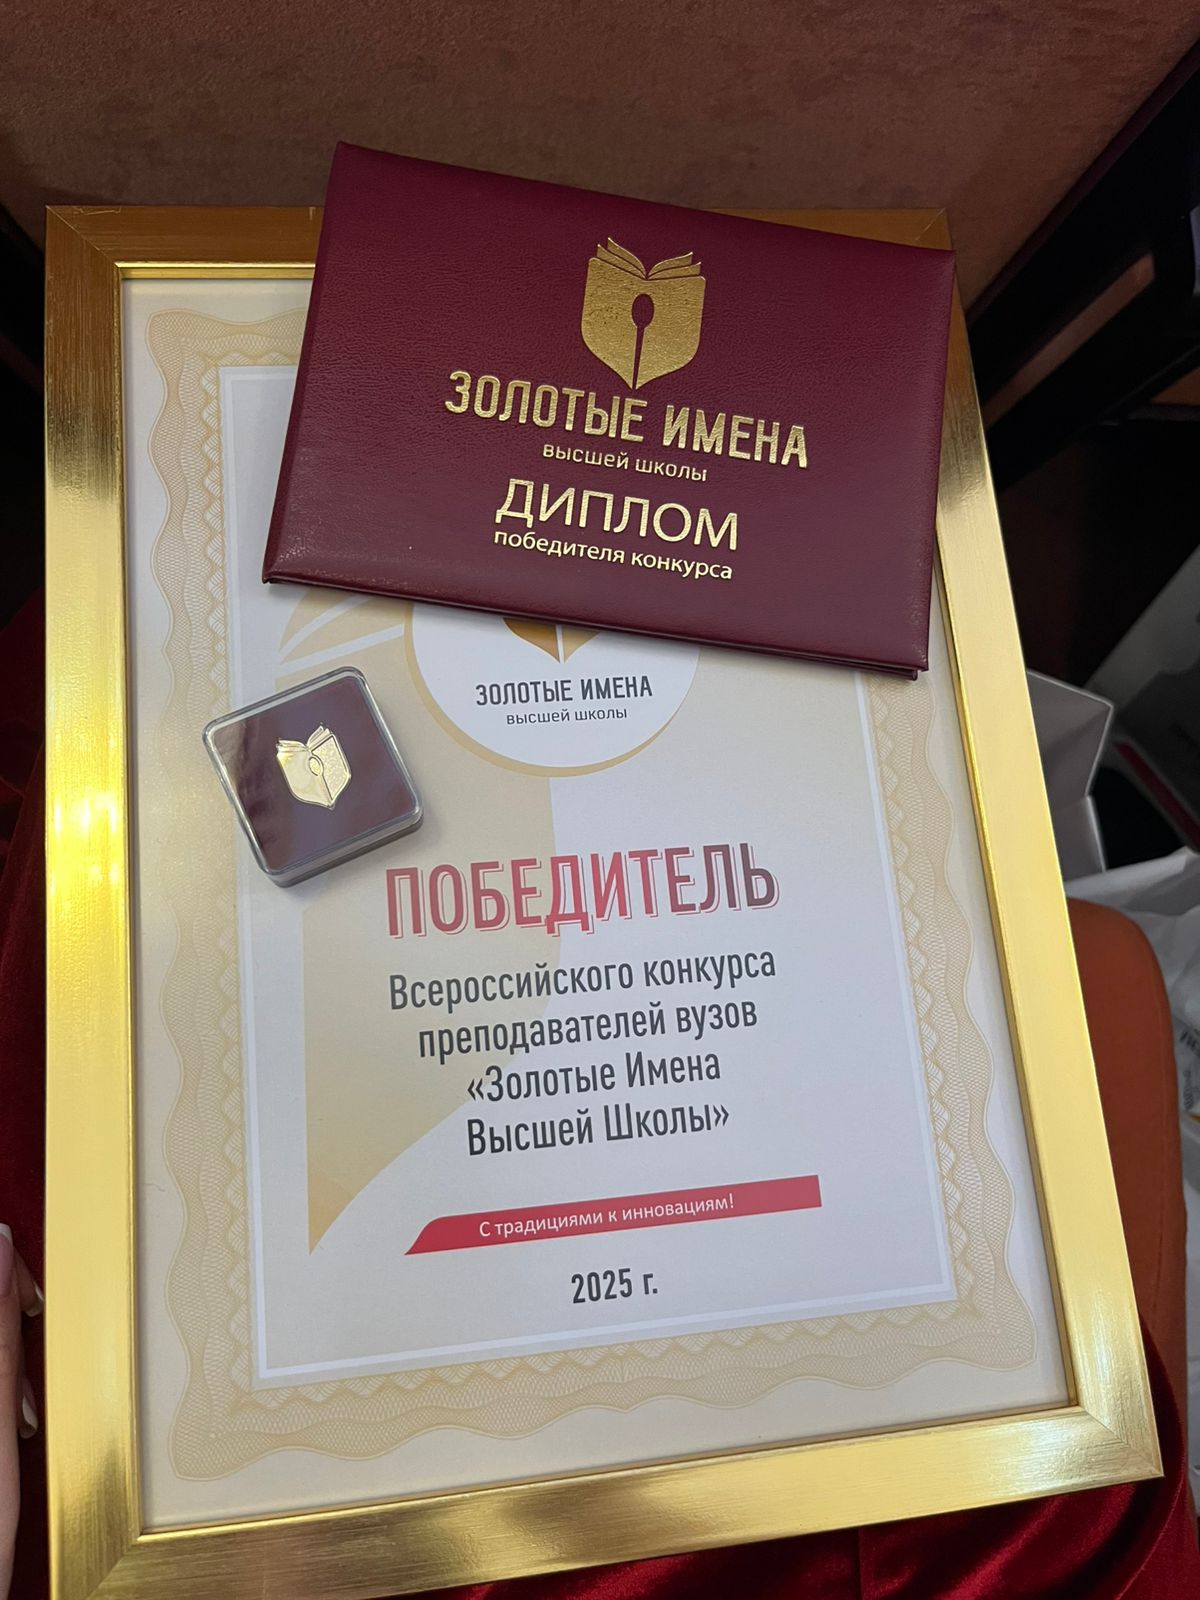 ЗОЛОТЫЕ ИМЕНА
ВЫСШЕЙ ШКОЛЫ
ДИПЛОМ
победителя конкурса
ЗОЛОТЫЕ ИМЕНА
ВЫСШЕЙ ШКОЛЫ
ПОБЕДИТЕЛЬ
Всероссийского конкурса
преподавателей вузов
«Золотые Имена
Высшей Школы»
С традициями к инновациям!
2025 г.